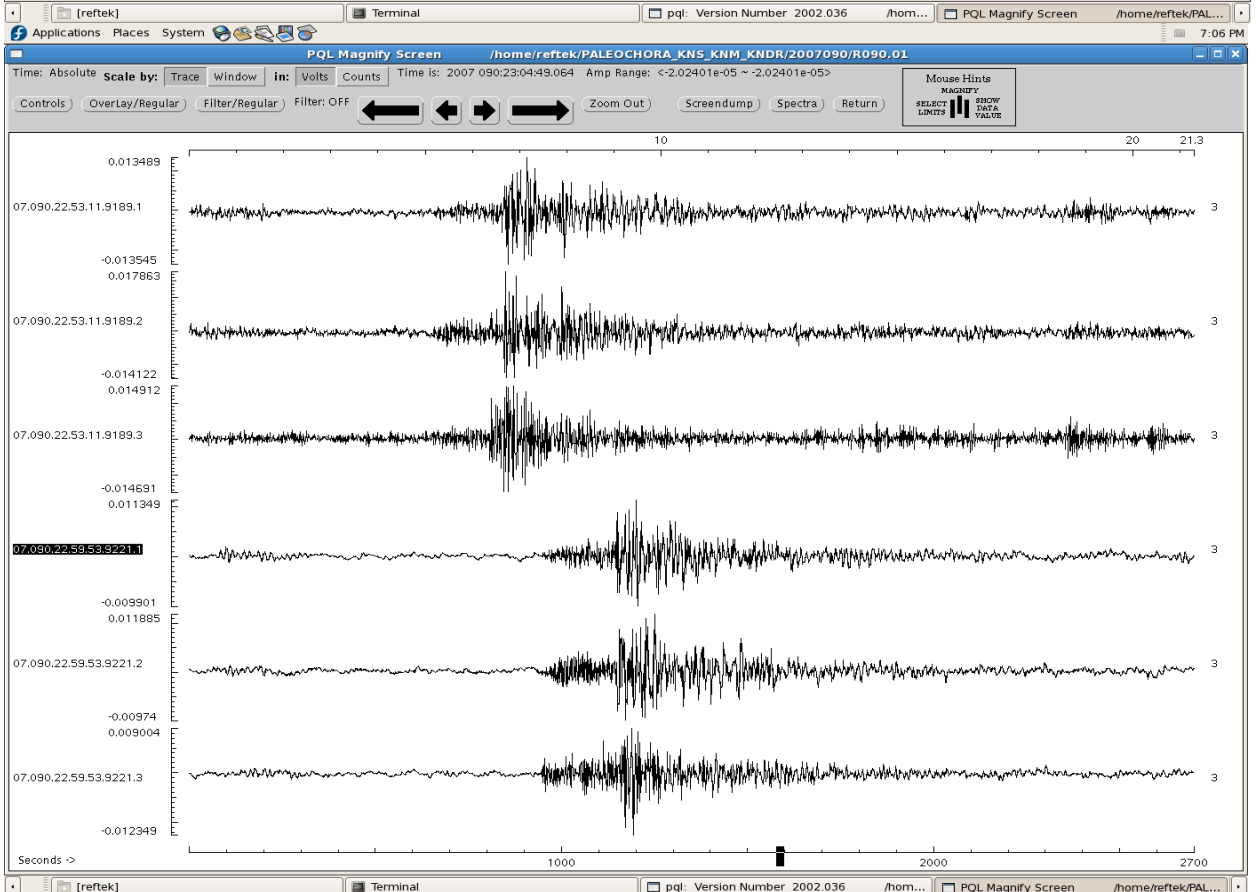 [reftek] Terminal pql: Version Number 2002.036 /hom... PQL Magnify Screen /home/reftek/PAL...
Applications Places System 7:06 PM
PQL Magnify Screen /home/reftek/PALEOCHORA_KNS_KNM_KNDR/2007090/R090.01
Time: Absolute Scale by: Trace Window in: Volts Counts Time is: 2007 090:23:04:49.064 Amp Range: <-2.02401e-05 ~ -2.02401e-05>
Controls OverLay/Regular Filter/Regular Filter: OFF Zoom Out Screendump Spectra Return
Mouse Hints
MAGNIFY
SELECT LIMITS SHOW DATA VALUE
10 20 21.3
0.013489
07.090.22.53.11.9189.1 3
-0.013545
0.017863
07.090.22.53.11.9189.2 3
-0.014122
0.014912
07.090.22.53.11.9189.3 3
-0.014691
0.011349
07.090.22.59.53.9221.1 3
-0.009901
0.011885
07.090.22.59.53.9221.2 3
-0.00974
0.009004
07.090.22.59.53.9221.3 3
-0.012349
Seconds -> 1000 2000 2700
[reftek] Terminal pql: Version Number 2002.036 /hom... PQL Magnify Screen /home/reftek/PAL...